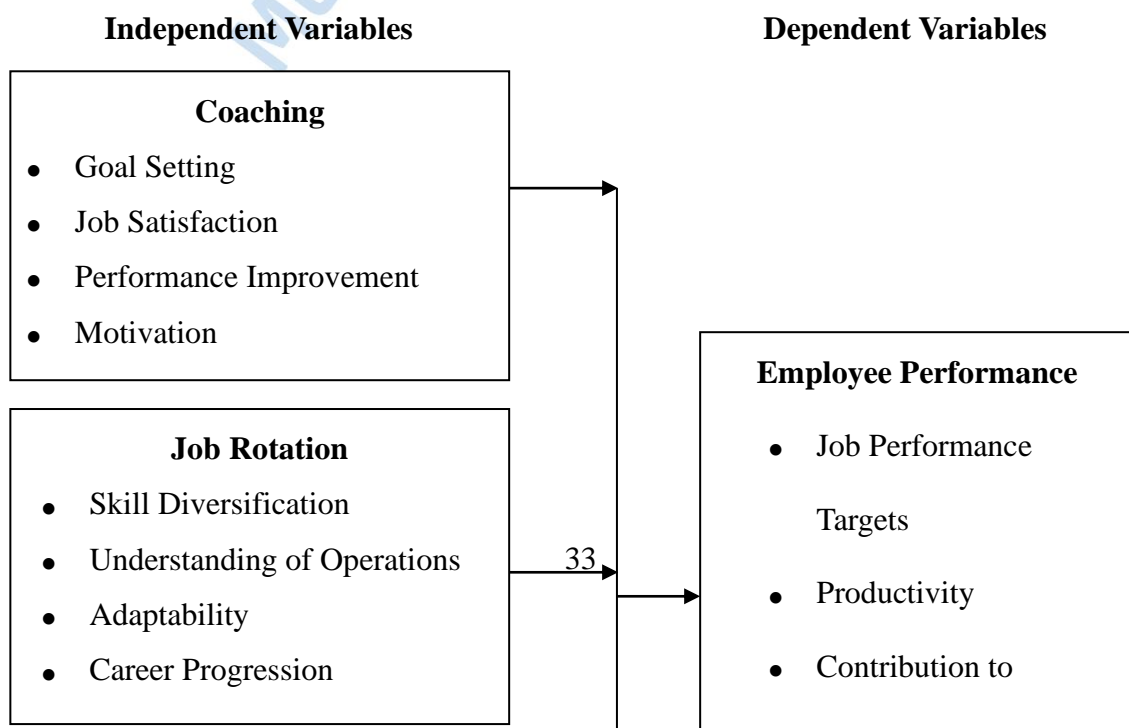 Independent Variables
Dependent Variables
Coaching
● Goal Setting
● Job Satisfaction
● Performance Improvement
● Motivation
Job Rotation
● Skill Diversification
● Understanding of Operations
● Adaptability
● Career Progression
33
Employee Performance
● Job Performance
Targets
● Productivity
● Contribution to